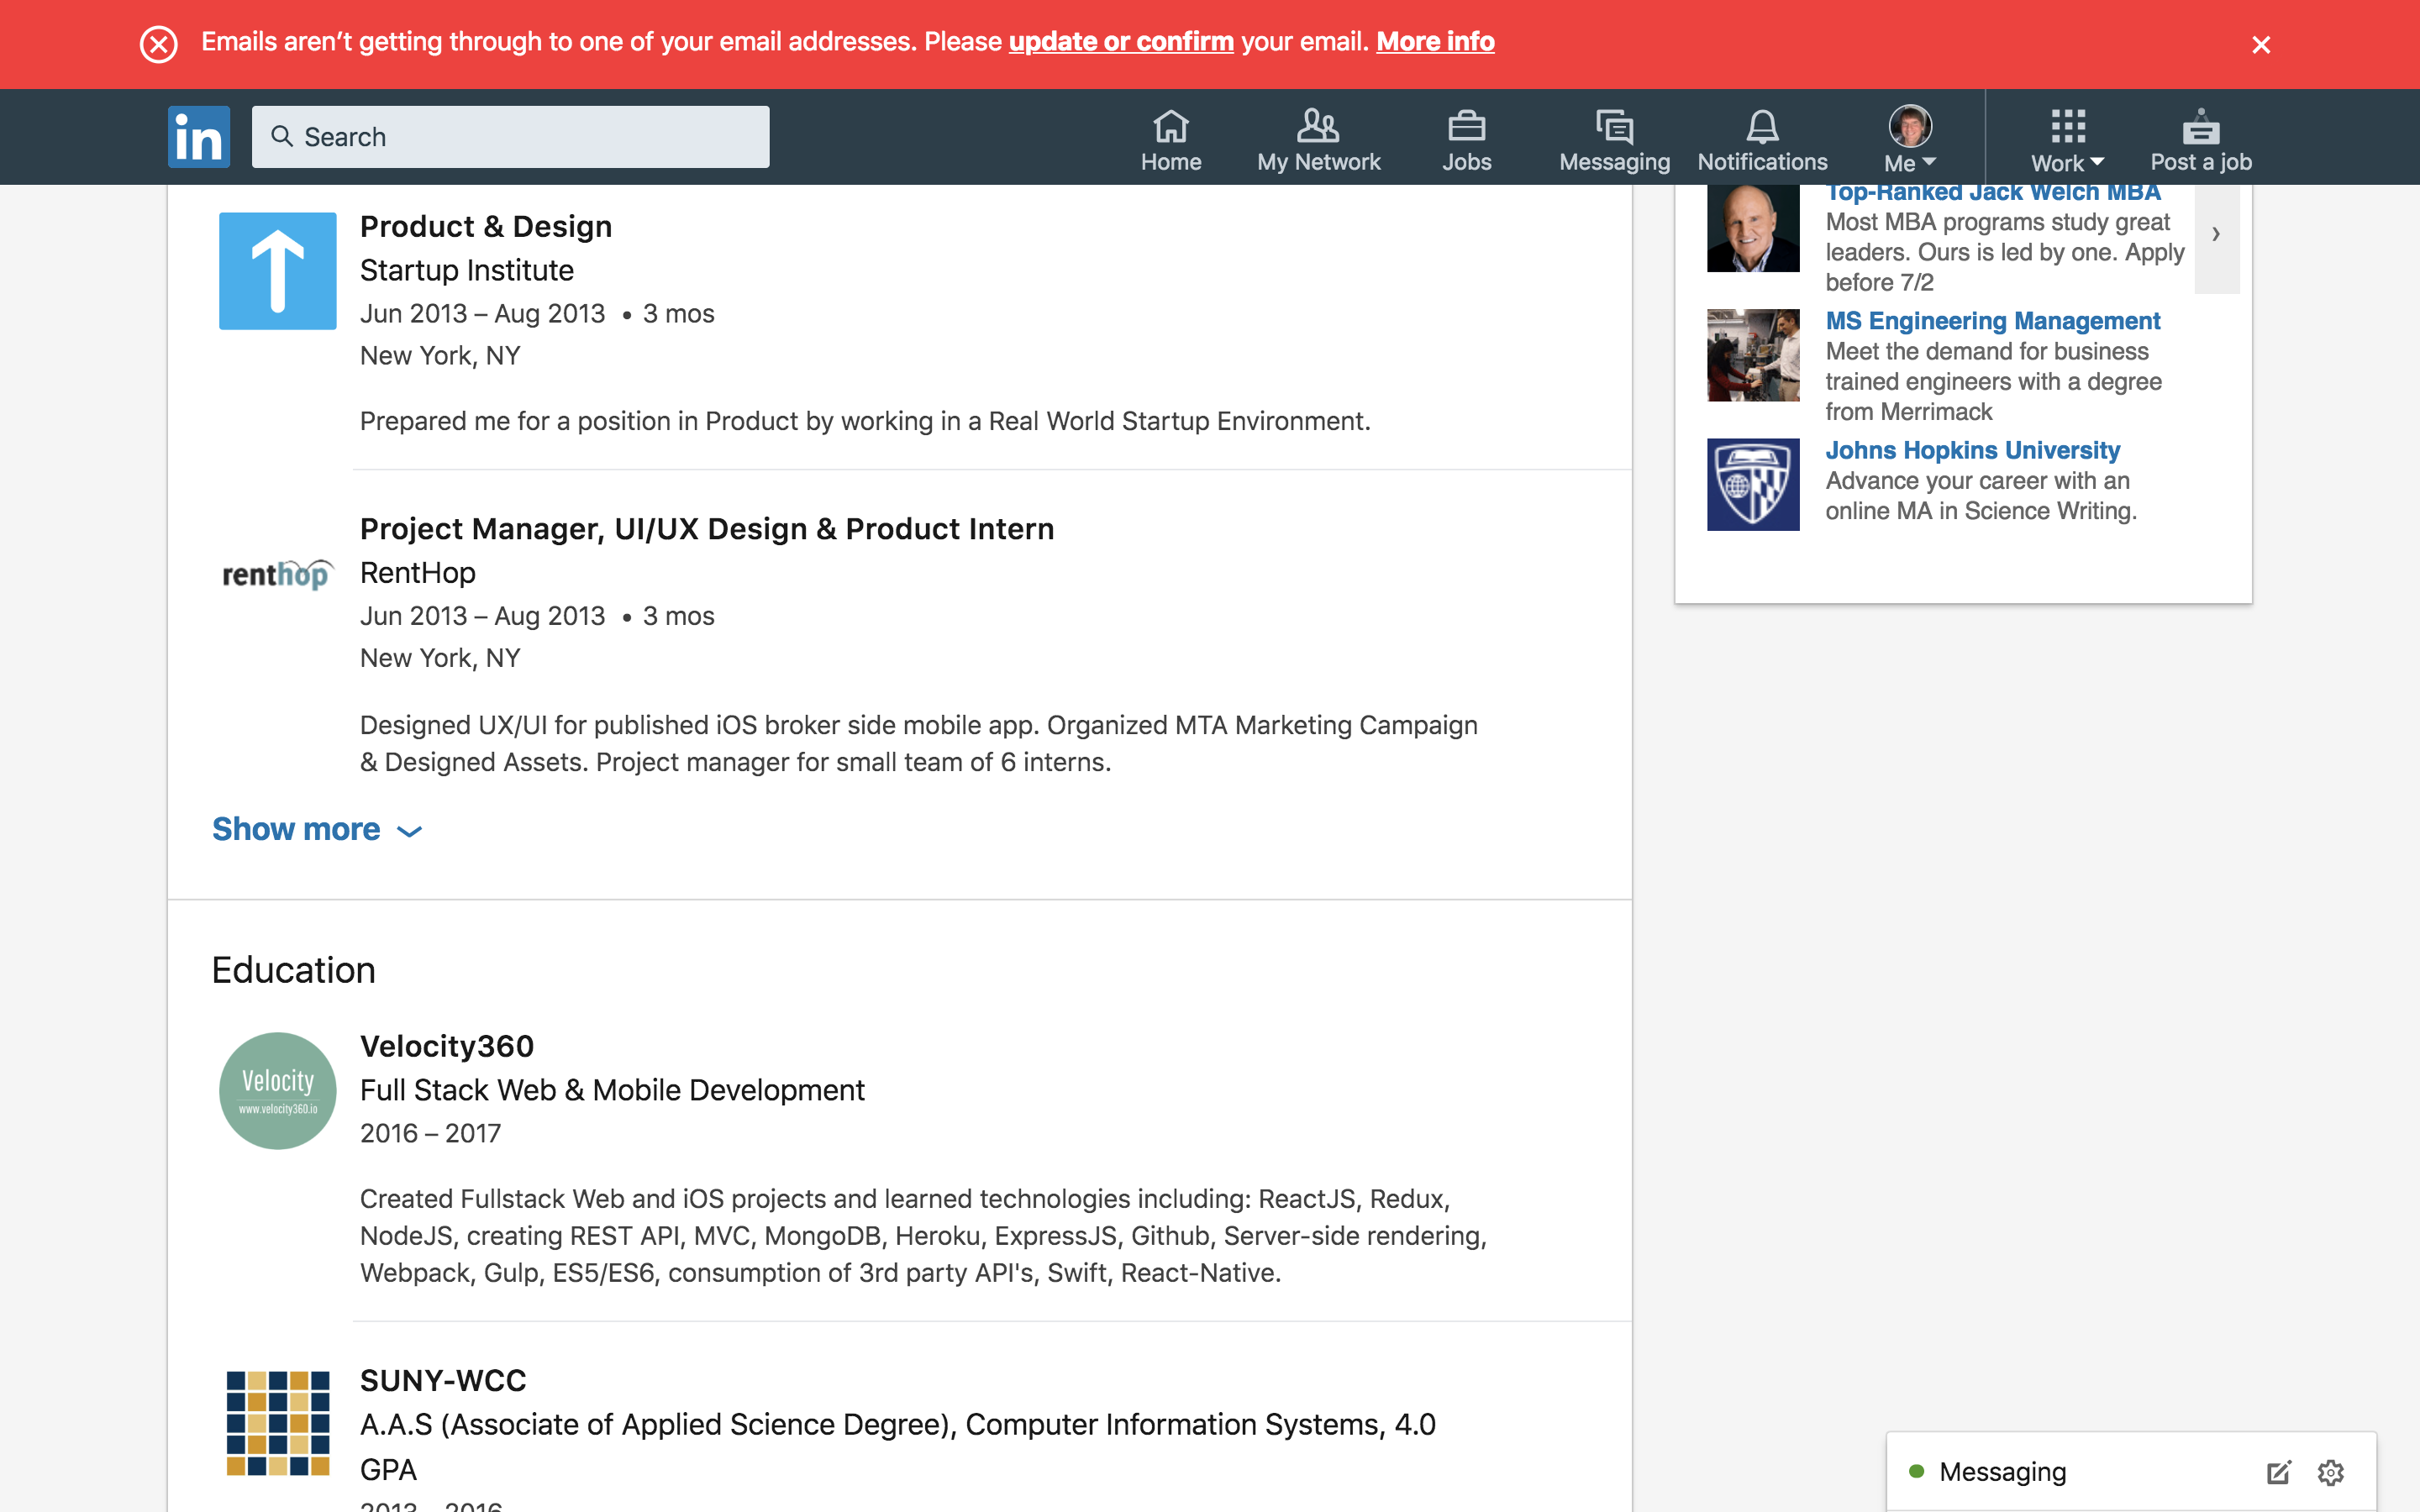 Emails aren't getting through to one of your email addresses. Please update or confirm your email. More info
in
Search
Home
My Network
Jobs
Messaging
Notifications
Me
Work
Post a job
Product & Design
Startup Institute
Jun 2013 – Aug 2013 • 3 mos
New York, NY
Prepared me for a position in Product by working in a Real World Startup Environment.
renthop
Project Manager, UI/UX Design & Product Intern
RentHop
Jun 2013 – Aug 2013 • 3 mos
New York, NY
Designed UX/UI for published iOS broker side mobile app. Organized MTA Marketing Campaign
& Designed Assets. Project manager for small team of 6 interns.
Show more
Education
Velocity
www.velocity360.io
Velocity360
Full Stack Web & Mobile Development
2016 – 2017
Created Fullstack Web and iOS projects and learned technologies including: ReactJS, Redux,
NodeJS, creating REST API, MVC, MongoDB, Heroku, ExpressJS, Github, Server-side rendering,
Webpack, Gulp, ES5/ES6, consumption of 3rd party API's, Swift, React-Native.
SUNY-WCC
A.A.S (Associate of Applied Science Degree), Computer Information Systems, 4.0
GPA
2013 – 2016
Top-Ranked Jack Welch MBA
Most MBA programs study great
leaders. Ours is led by one. Apply
before 7/2
MS Engineering Management
Meet the demand for business
trained engineers with a degree
from Merrimack
Johns Hopkins University
Advance your career with an
online MA in Science Writing.
Messaging